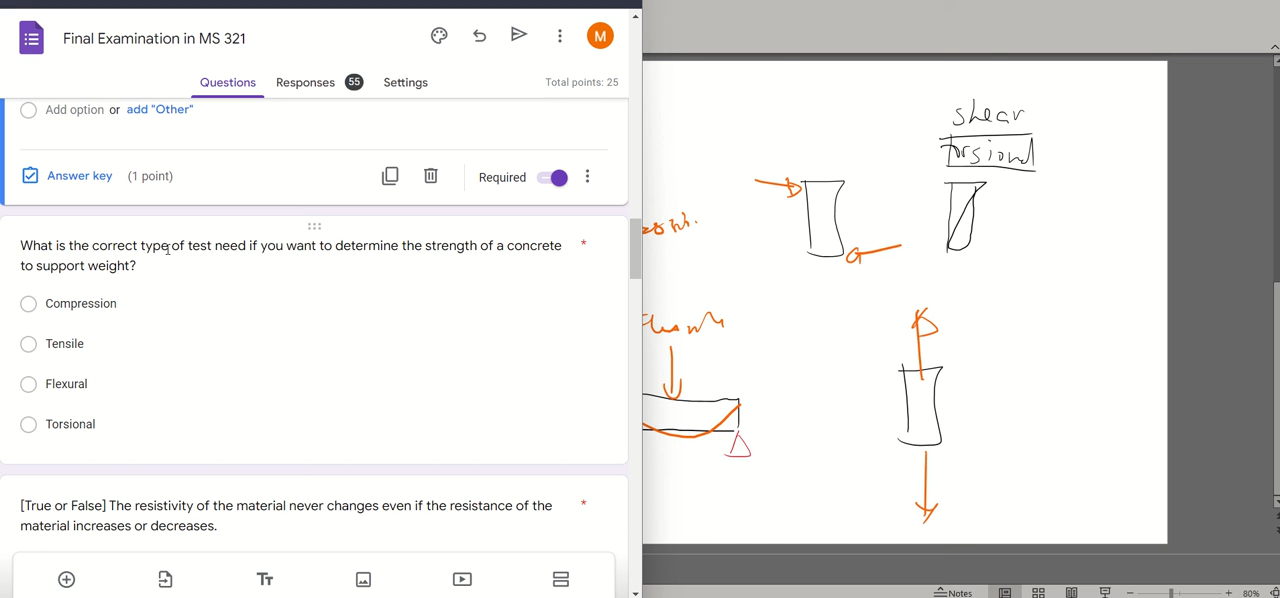 Final Examination in MS 321
M
Questions
Responses
55
Settings
Total points: 25
Add option or add "Other"
Answer key
(1 point)
Required
What is the correct type of test need if you want to determine the strength of a concrete
to support weight?
*
Compression
Tensile
Flexural
Torsional
[True or False] The resistivity of the material never changes even if the resistance of the
material increases or decreases.
*
Tт
shear
torsional
Notes
80%